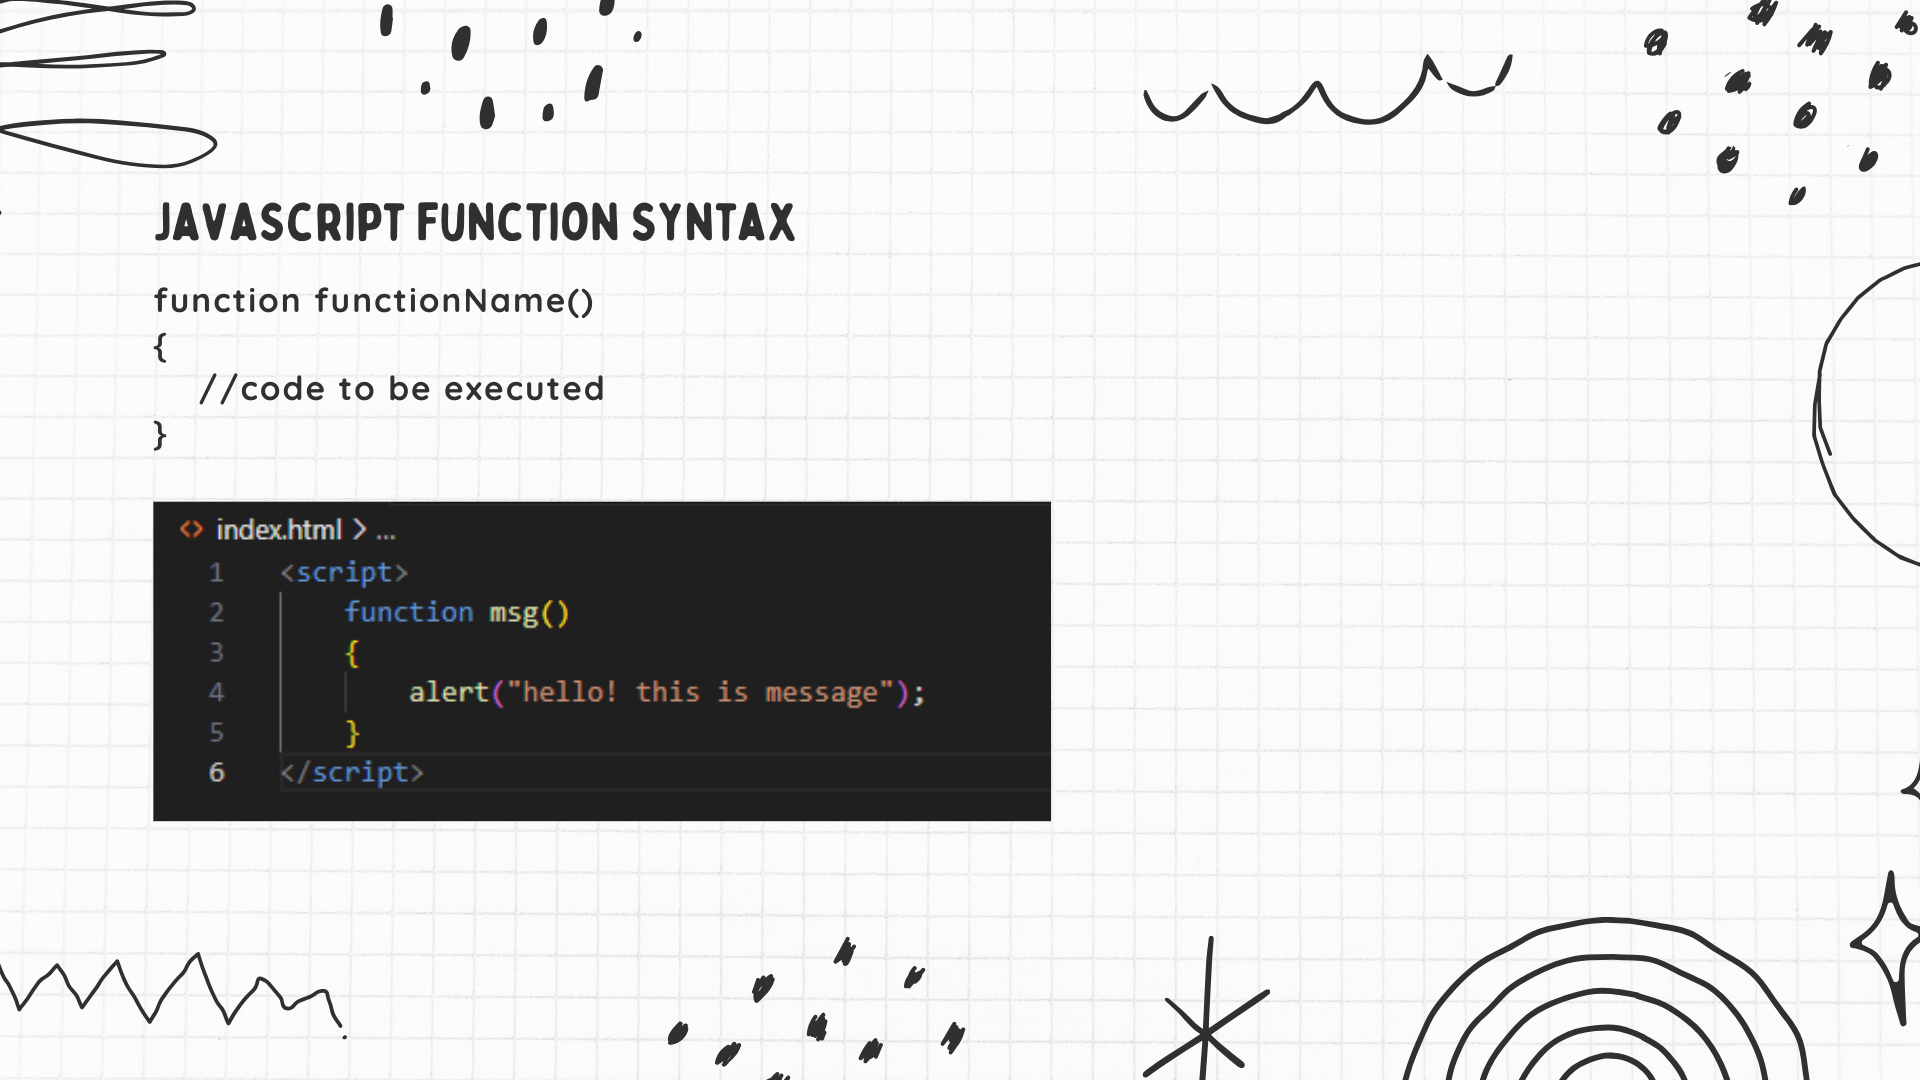 JAVASCRIPT FUNCTION SYNTAX
function functionName()
{
//code to be executed
}
<> index.html > ...
1 <script>
2 function msg()
3 {
4 alert("hello! this is message");
5 }
6 </script>